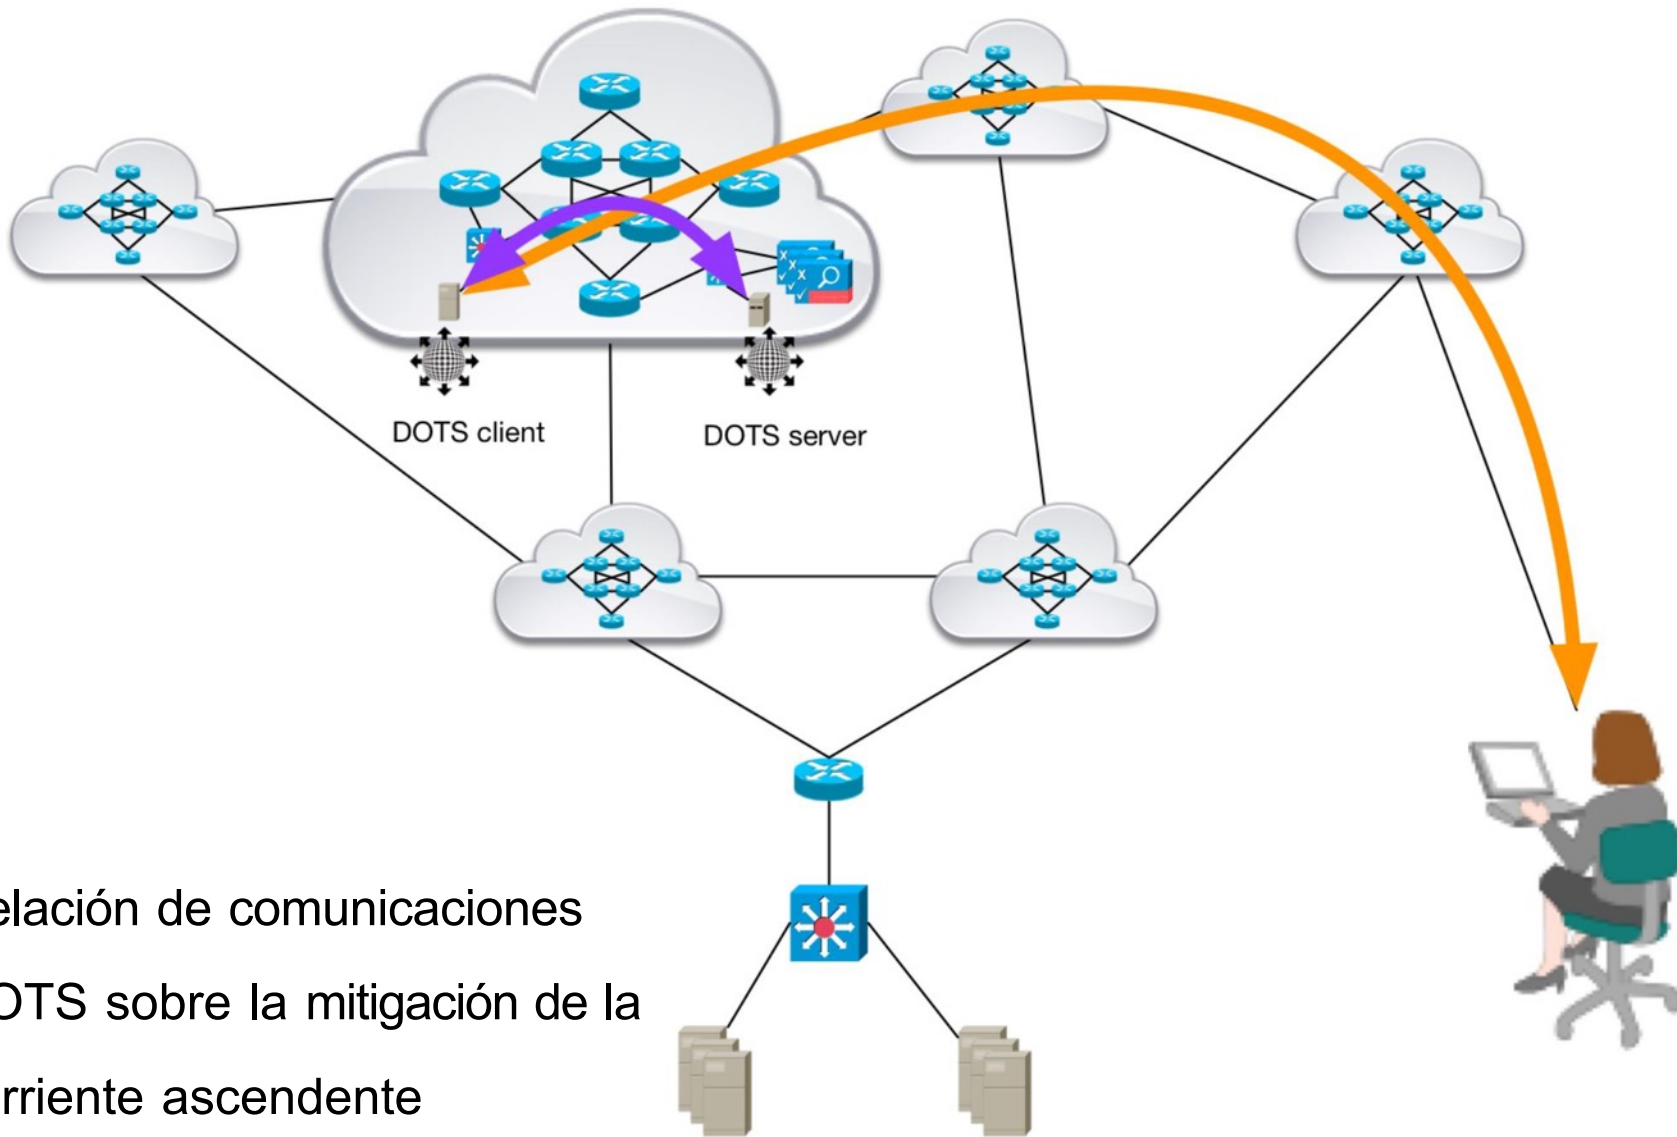 DOTS client
DOTS server
elación de comunicaciones
OTS sobre la mitigación de la
rriente ascendente